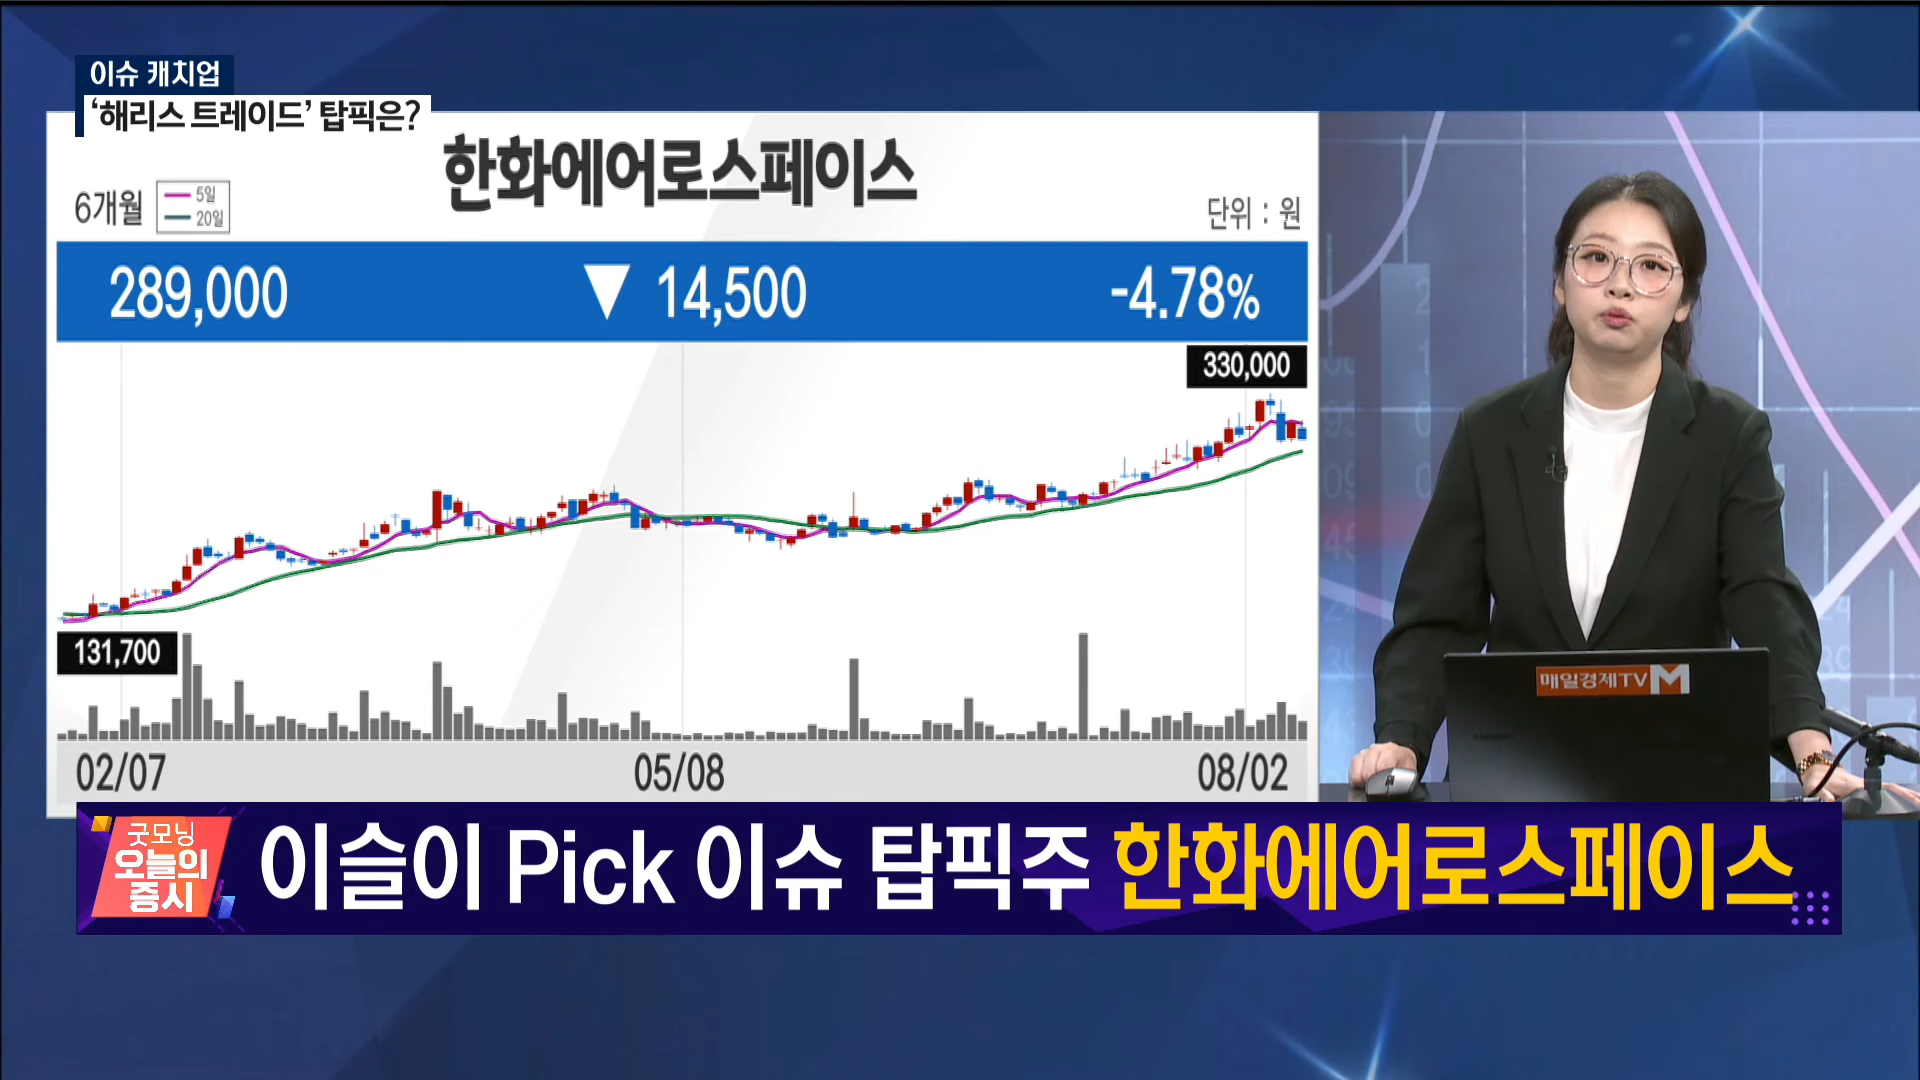 이슈 캐치업
‘해리스 트레이드’ 탑픽은?
한화에어로스페이스
6개월
5일
20일
단위 : 원
289,000 ▼ 14,500 -4.78%
330,000
131,700
02/07 05/08 08/02
매일경제TV M
굿모닝
오늘의
증시
이슬이 Pick 이슈 탑픽주 한화에어로스페이스